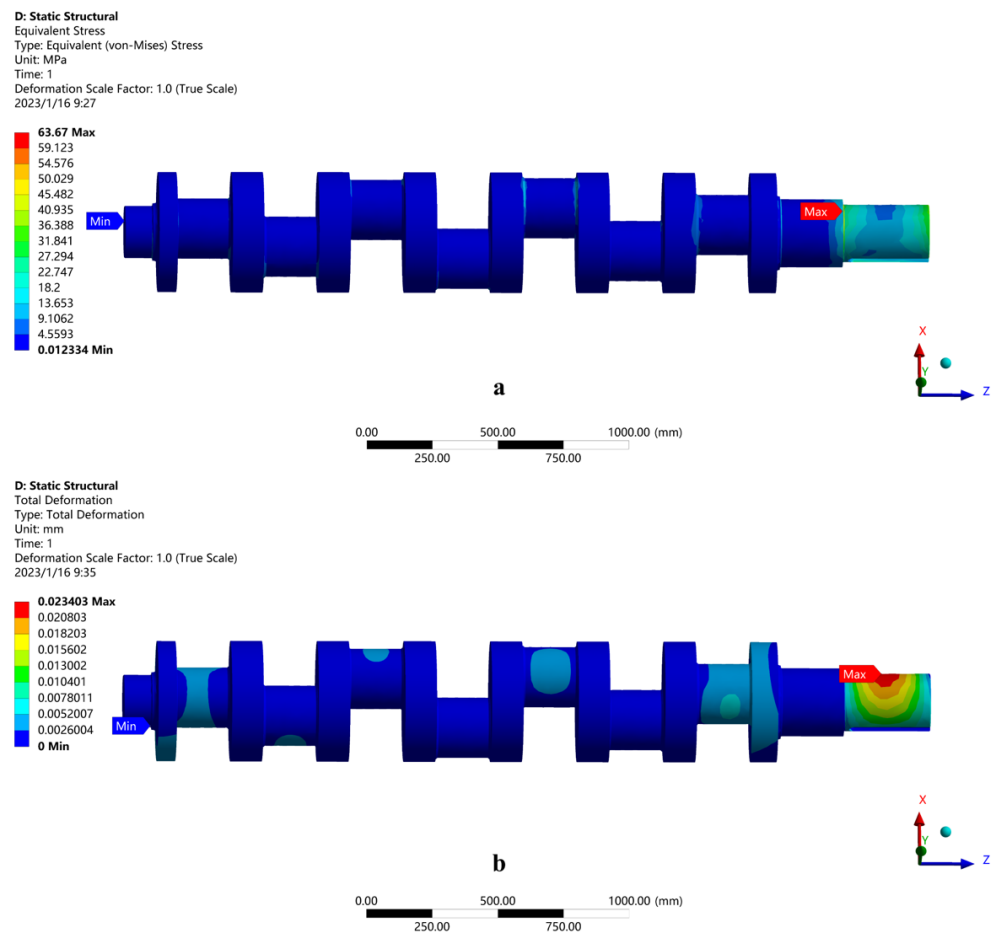 D: Static Structural
Equivalent Stress
Type: Equivalent (von-Mises) Stress
Unit: MPa
Time: 1
Deformation Scale Factor: 1.0 (True Scale)
2023/1/16 9:27
63.67 Max
59.123
54.576
50.029
45.482
40.935
36.388
31.841
27.294
22.747
18.2
13.653
9.1062
4.5593
0.012334 Min
Min
Max
X
Y
Z
a
0.00 500.00 1000.00 (mm)
250.00 750.00
D: Static Structural
Total Deformation
Type: Total Deformation
Unit: mm
Time: 1
Deformation Scale Factor: 1.0 (True Scale)
2023/1/16 9:35
0.023403 Max
0.020803
0.018203
0.015602
0.013002
0.010401
0.0078011
0.0052007
0.0026004
0 Min
Min
Max
X
Y
Z
b
0.00 500.00 1000.00 (mm)
250.00 750.00